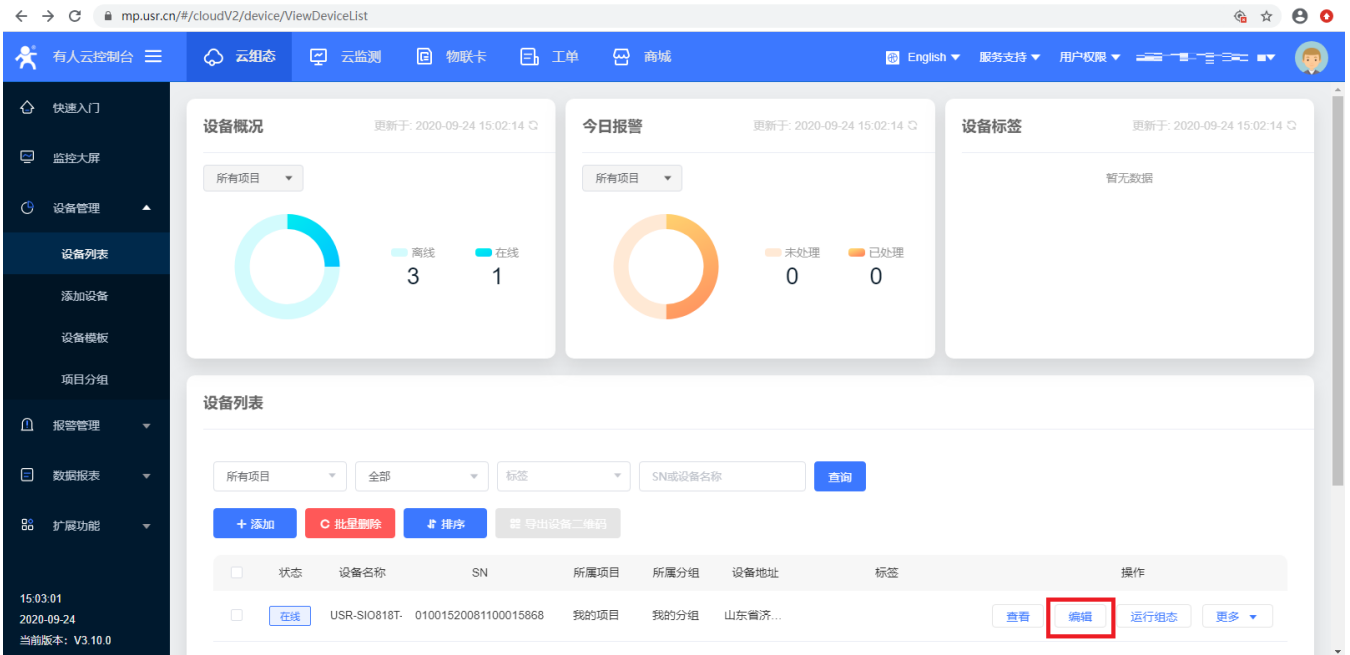 mp.usr.cn/#/cloudV2/device/ViewDeviceList
有人云控制台 云组态 云监测 物联卡 工单 商城 English 服务支持 用户权限
快速入门
监控大屏
设备管理
设备列表
添加设备
设备模板
项目分组
报警管理
数据报表
扩展功能
15:03:01
2020-09-24
当前版本：V3.10.0
设备概况 更新于: 2020-09-24 15:02:14
所有项目
离线 在线
3 1
今日报警 更新于: 2020-09-24 15:02:14
所有项目
未处理 已处理
0 0
设备标签 更新于: 2020-09-24 15:02:14
暂无数据
设备列表
所有项目 全部 标签 SN或设备名称 查询
+ 添加 批量删除 排序 导出设备二维码
状态 设备名称 SN 所属项目 所属分组 设备地址 标签 操作
在线 USR-SIO818T- 01001520081100015868 我的项目 我的分组 山东省济... 查看 编辑 运行组态 更多